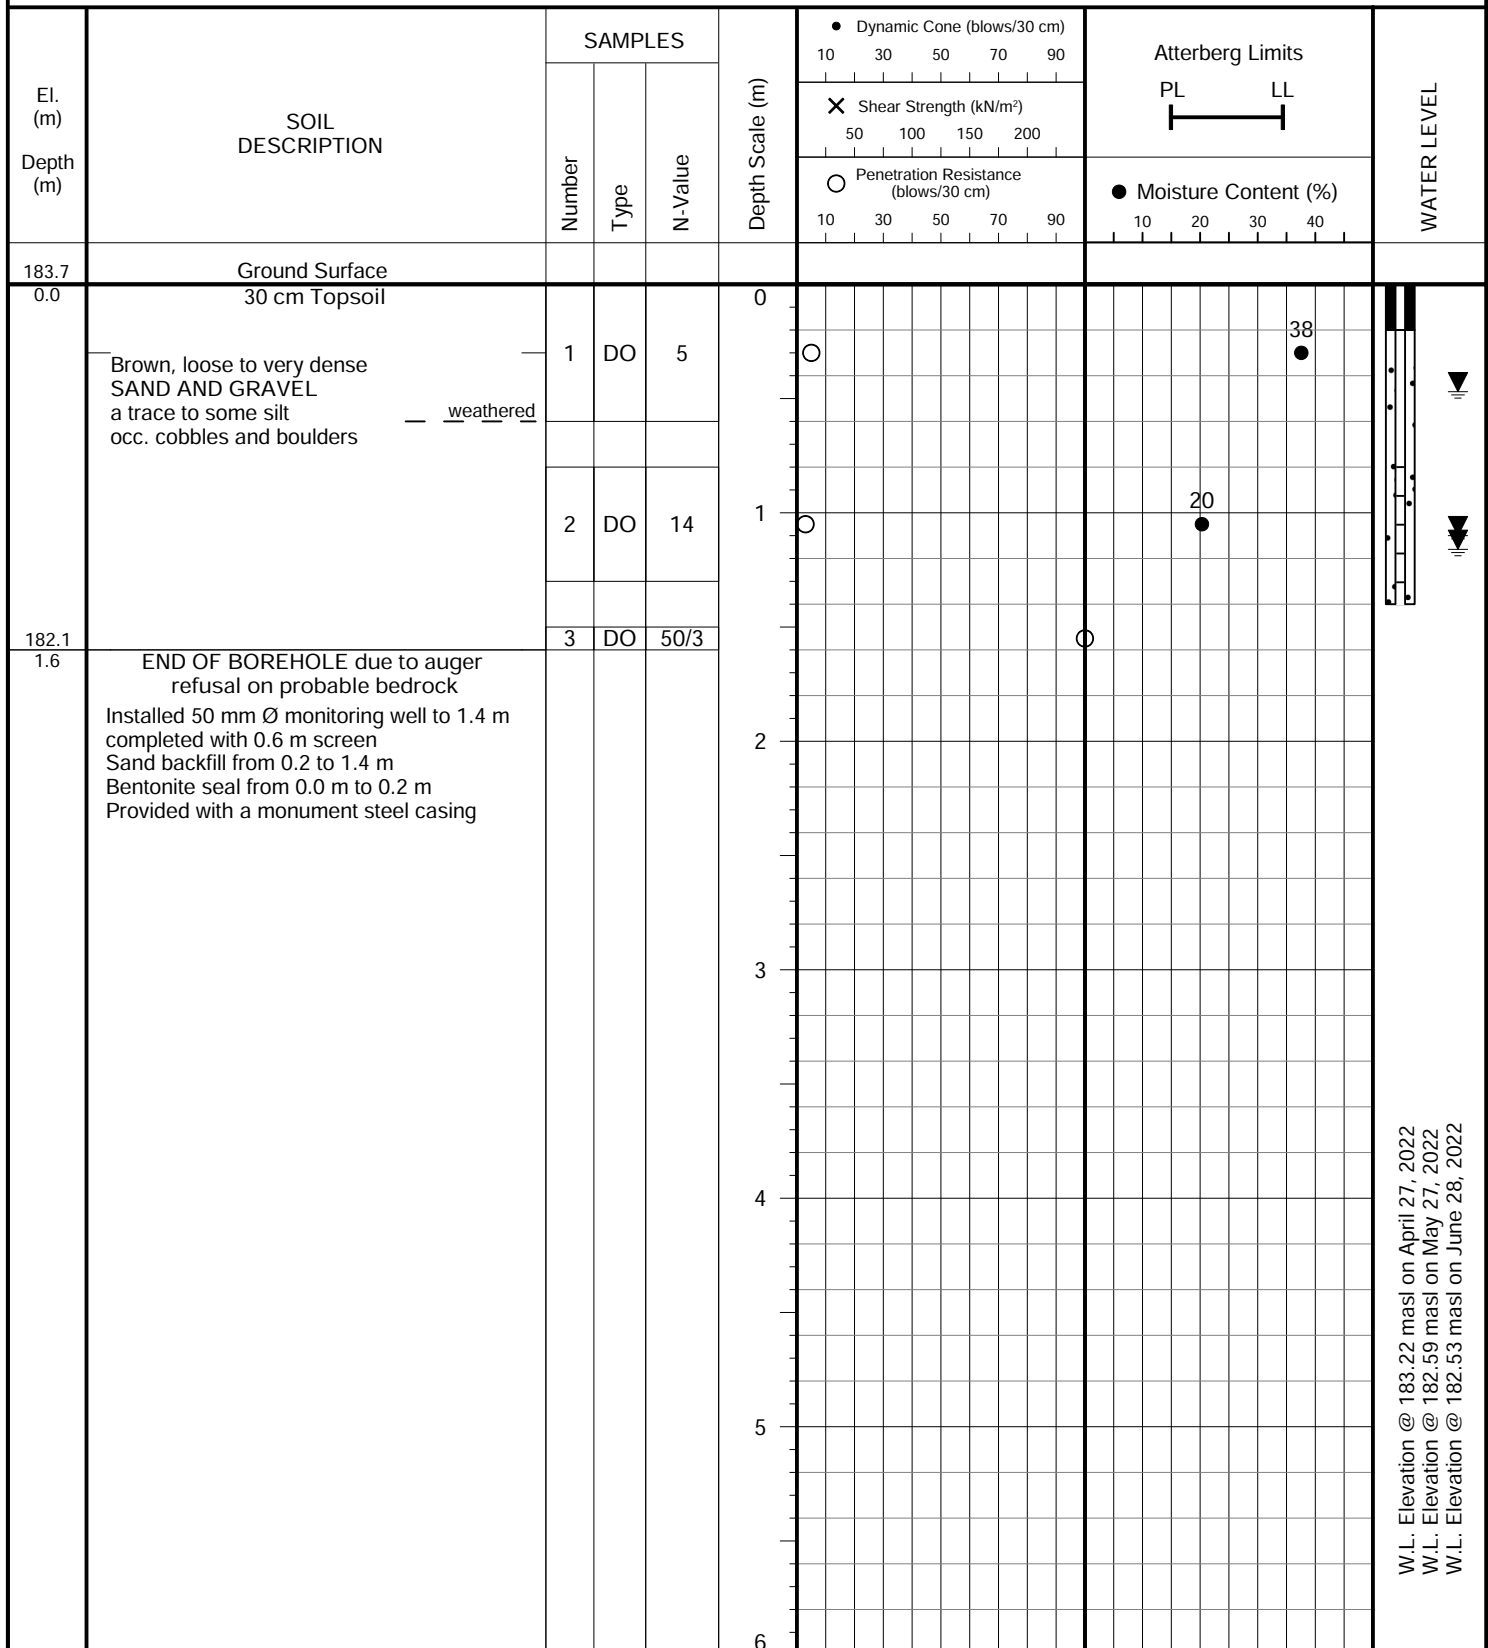 El.
(m)
Depth
(m)
SOIL
DESCRIPTION
SAMPLES
Number
Type
N-Value
Depth Scale (m)
Dynamic Cone (blows/30 cm)
10 30 50 70 90
Shear Strength (kN/m²)
50 100 150 200
Penetration Resistance
(blows/30 cm)
10 30 50 70 90
Atterberg Limits
PL LL
Moisture Content (%)
10 20 30 40
WATER LEVEL
183.7 Ground Surface
0.0 30 cm Topsoil 0
38
1 DO 5
Brown, loose to very dense
SAND AND GRAVEL
a trace to some silt weathered
occ. cobbles and boulders
20
1
2 DO 14
182.1 3 DO 50/3
1.6 END OF BOREHOLE due to auger
refusal on probable bedrock
Installed 50 mm Ø monitoring well to 1.4 m
completed with 0.6 m screen
Sand backfill from 0.2 to 1.4 m
Bentonite seal from 0.0 m to 0.2 m
Provided with a monument steel casing
2
3
4
5
6
W.L. Elevation @ 183.22 masl on April 27, 2022
W.L. Elevation @ 182.59 masl on May 27, 2022
W.L. Elevation @ 182.53 masl on June 28, 2022